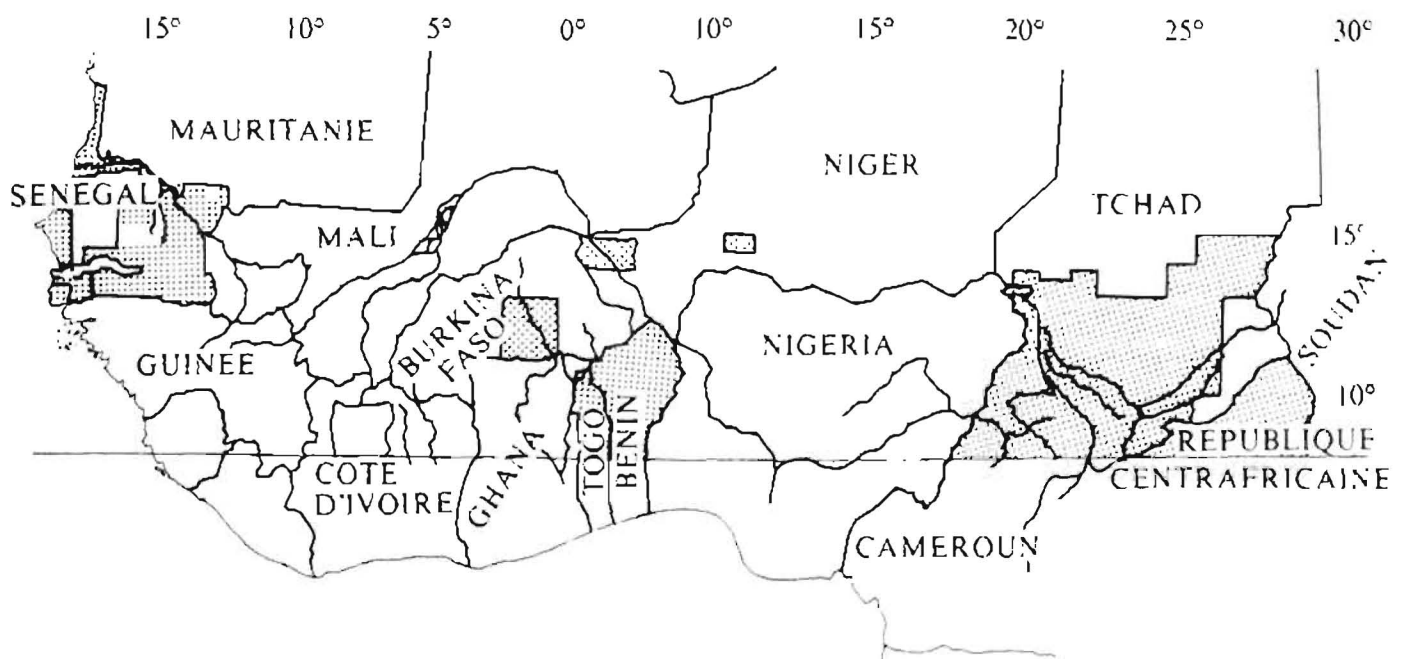 15° 10° 5° 0° 10° 15° 20° 25° 30°
MAURITANIE
NIGER
SENEGAL
TCHAD
MALI
15°
SOUDAN
BURKINA
FASO
GUINEE
NIGERIA
10°
GHANA
TOGO
BENIN
REPUBLIQUE
CENTRAFRICAINE
COTE
D'IVOIRE
CAMEROUN